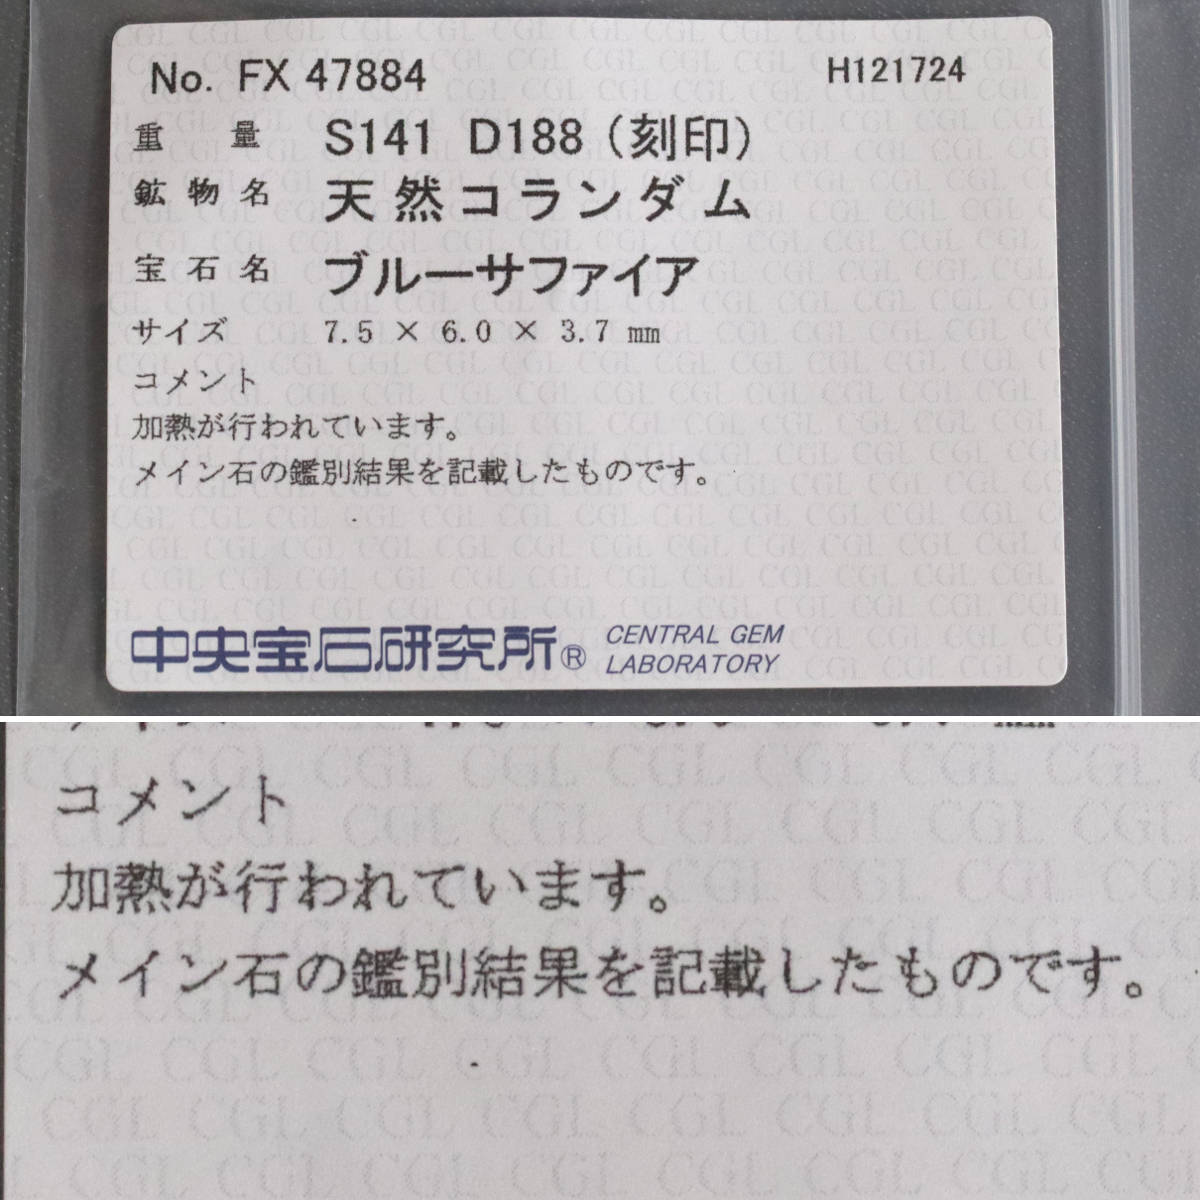 No. FX 47884 H121724
重量 S141 D188 (刻印)
鉱物名 天然コランダム
宝石名 ブルーサファイア
サイズ 7.5 × 6.0 × 3.7 ㎜
コメント
加熱が行われています。
メイン石の鑑別結果を記載したものです。
中央宝石研究所® CENTRAL GEM
LABORATORY
コメント
加熱が行われています。
メイン石の鑑別結果を記載したものです。